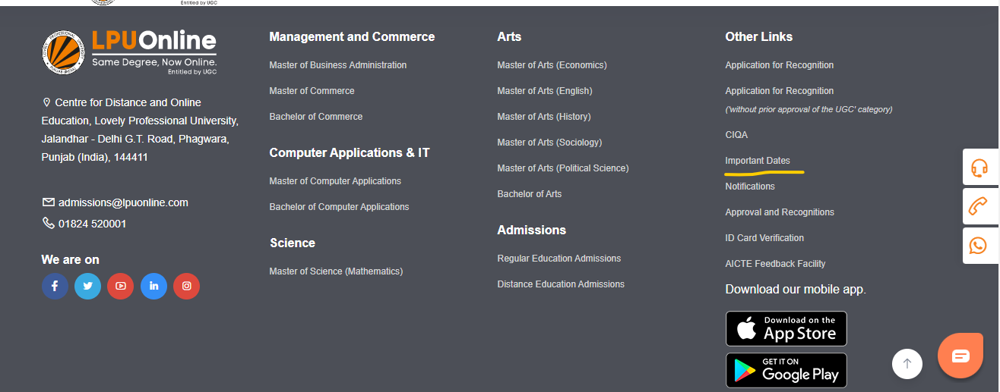 Entitled by UGC
LPUOnline
Same Degree, Now Online.
Entitled by UGC
Centre for Distance and Online
Education, Lovely Professional University,
Jalandhar - Delhi G.T. Road, Phagwara,
Punjab (India), 144411
admissions@lpuonline.com
01824 520001
We are on
Management and Commerce
Master of Business Administration
Master of Commerce
Bachelor of Commerce
Computer Applications & IT
Master of Computer Applications
Bachelor of Computer Applications
Science
Master of Science (Mathematics)
Arts
Master of Arts (Economics)
Master of Arts (English)
Master of Arts (History)
Master of Arts (Sociology)
Master of Arts (Political Science)
Bachelor of Arts
Admissions
Regular Education Admissions
Distance Education Admissions
Other Links
Application for Recognition
Application for Recognition
('without prior approval of the UGC' category)
CIQA
Important Dates
Notifications
Approval and Recognitions
ID Card Verification
AICTE Feedback Facility
Download our mobile app.
Download on the
App Store
GET IT ON
Google Play